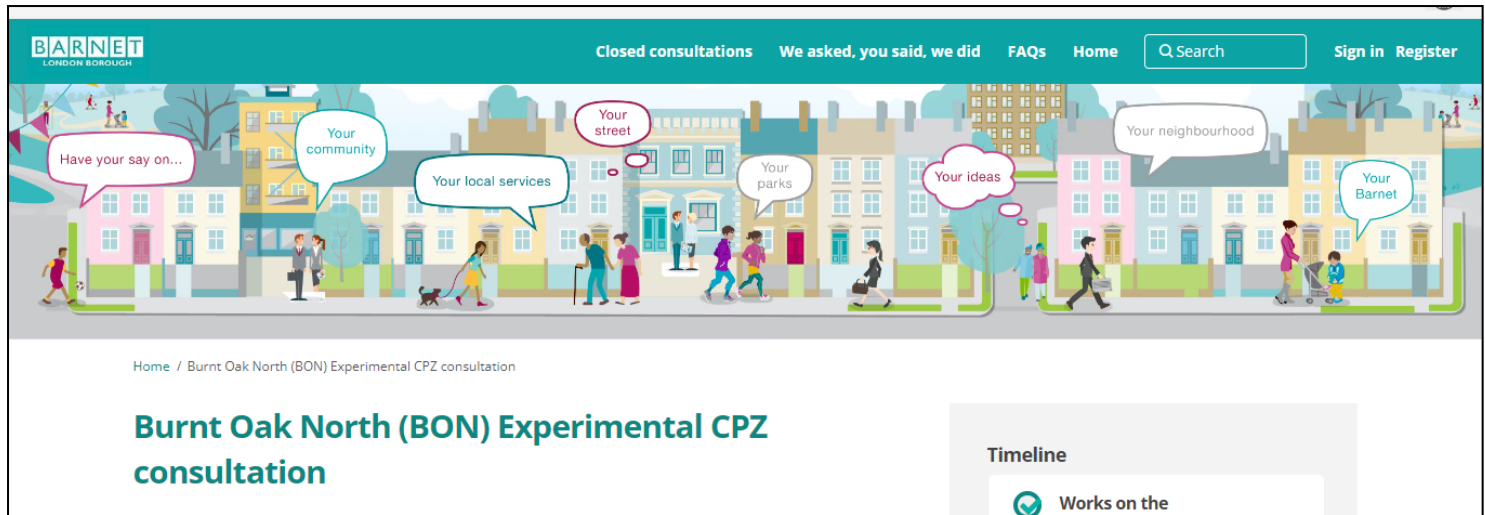 BARNET
LONDON BOROUGH
Closed consultations We asked, you said, we did FAQs Home Search Sign in Register
Have your say on...
Your
community
Your local services
Your
street
Your
parks
Your ideas
Your neighbourhood
Your
Barnet
Home / Burnt Oak North (BON) Experimental CPZ consultation
Burnt Oak North (BON) Experimental CPZ
consultation
Timeline
Works on the